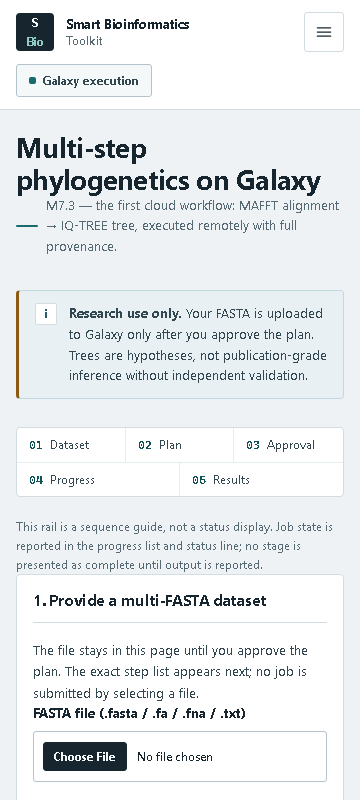 S
Bio
Smart Bioinformatics
Toolkit
Galaxy execution
Multi-step
phylogenetics on Galaxy
M7.3 — the first cloud workflow: MAFFT alignment
→ IQ-TREE tree, executed remotely with full
provenance.
i
Research use only. Your FASTA is uploaded
to Galaxy only after you approve the plan.
Trees are hypotheses, not publication-grade
inference without independent validation.
01 Dataset
02 Plan
03 Approval
04 Progress
05 Results
This rail is a sequence guide, not a status display. Job state is
reported in the progress list and status line; no stage is
presented as complete until output is reported.
1. Provide a multi-FASTA dataset
The file stays in this page until you approve the
plan. The exact step list appears next; no job is
submitted by selecting a file.
FASTA file (.fasta / .fa / .fna / .txt)
Choose File No file chosen